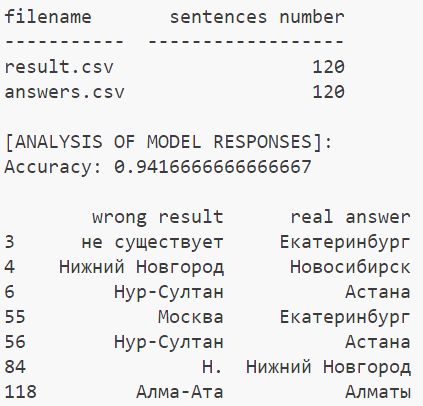 filename sentences number
----------- -----------------
result.csv 120
answers.csv 120
[ANALYSIS OF MODEL RESPONSES]:
Accuracy: 0.9416666666666667
wrong result real answer
3 не существует Екатеринбург
4 Нижний Новгород Новосибирск
6 Нур-Султан Астана
55 Москва Екатеринбург
56 Нур-Султан Астана
84 Н. Нижний Новгород
118 Алма-Ата Алматы